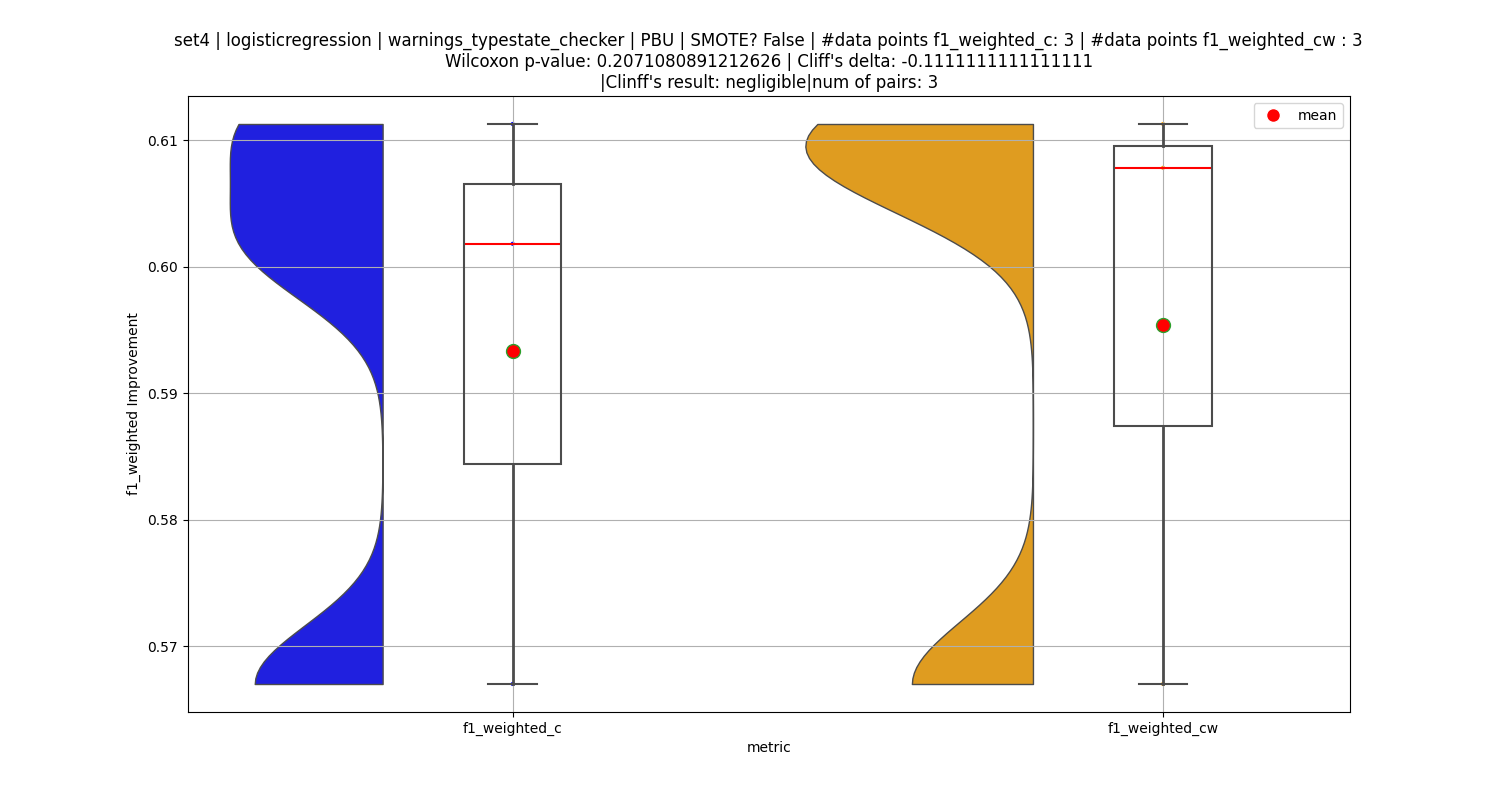 set4 | logisticregression | warnings_typestate_checker | PBU | SMOTE? False | #data points f1_weighted_c: 3 | #data points f1_weighted_cw : 3
Wilcoxon p-value: 0.2071080891212626 | Cliff's delta: -0.1111111111111111
|Clinff's result: negligible|num of pairs: 3
mean
0.61
0.60
0.59
0.58
0.57
f1_weighted Improvement
f1_weighted_c
f1_weighted_cw
metric